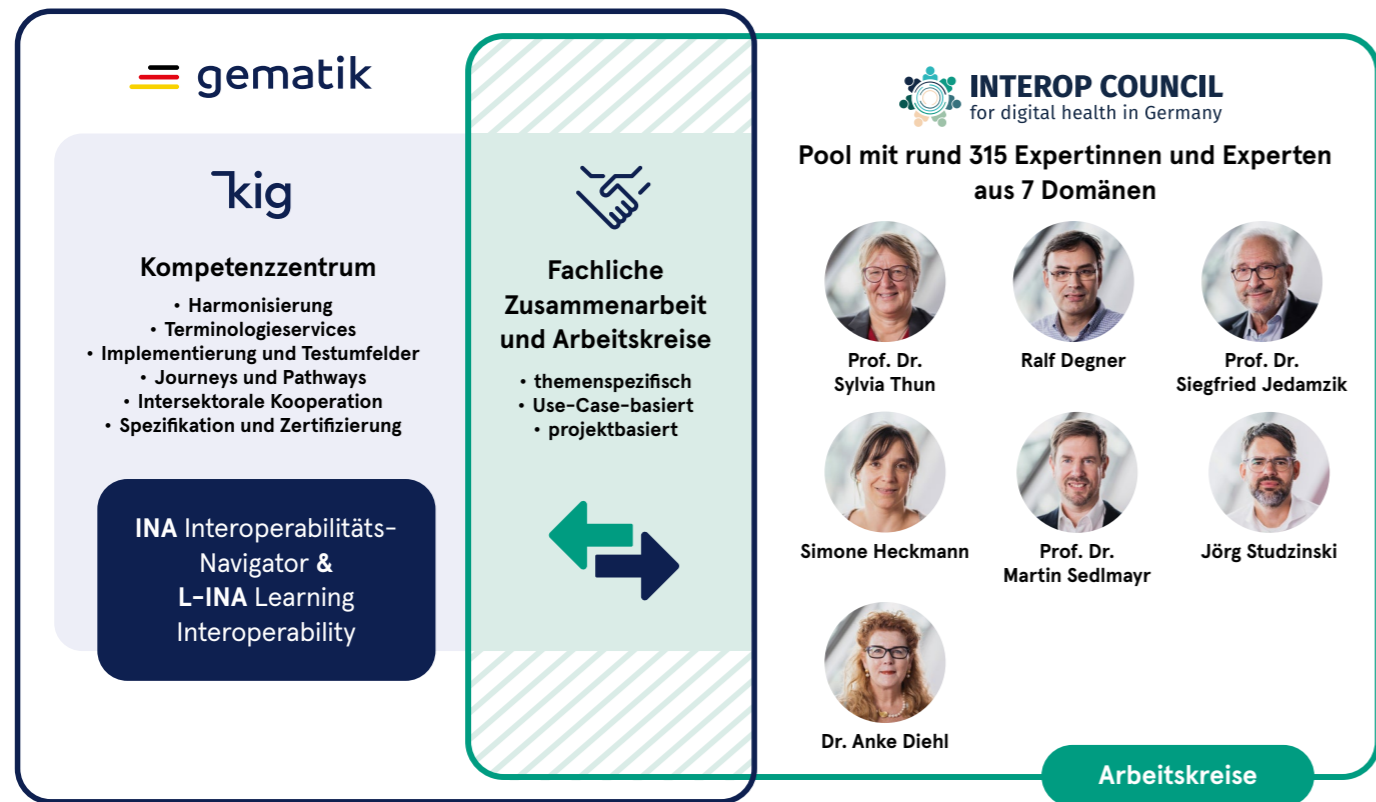 gematik
kig
Kompetenzzentrum
• Harmonisierung
• Terminologieservices
• Implementierung und Testumfelder
• Journeys und Pathways
• Intersektorale Kooperation
• Spezifikation und Zertifizierung
INA Interoperabilitäts-
Navigator &
L-INA Learning
Interoperability
Fachliche
Zusammenarbeit
und Arbeitskreise
• themenspezifisch
• Use-Case-basiert
• projektbasiert
INTEROP COUNCIL
for digital health in Germany
Pool mit rund 315 Expertinnen und Experten
aus 7 Domänen
Prof. Dr.
Sylvia Thun
Ralf Degner
Prof. Dr.
Siegfried Jedamzik
Simone Heckmann
Prof. Dr.
Martin Sedlmayr
Jörg Studzinski
Dr. Anke Diehl
Arbeitskreise